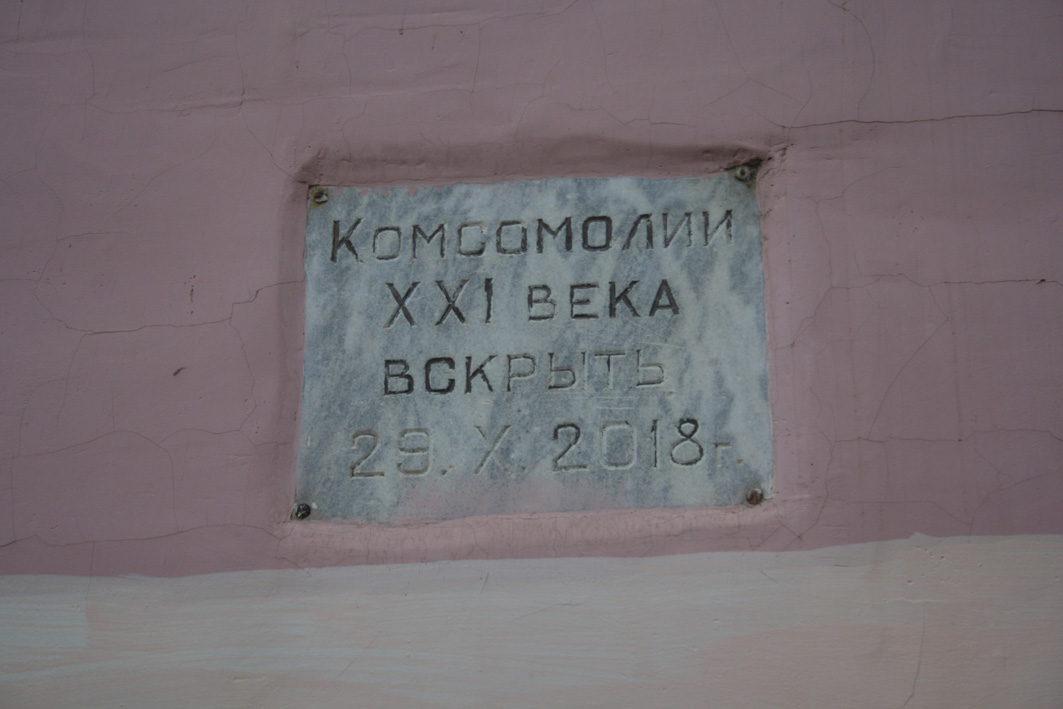 Комсомолии
XXI века
вскрыть
29.X.2018г.